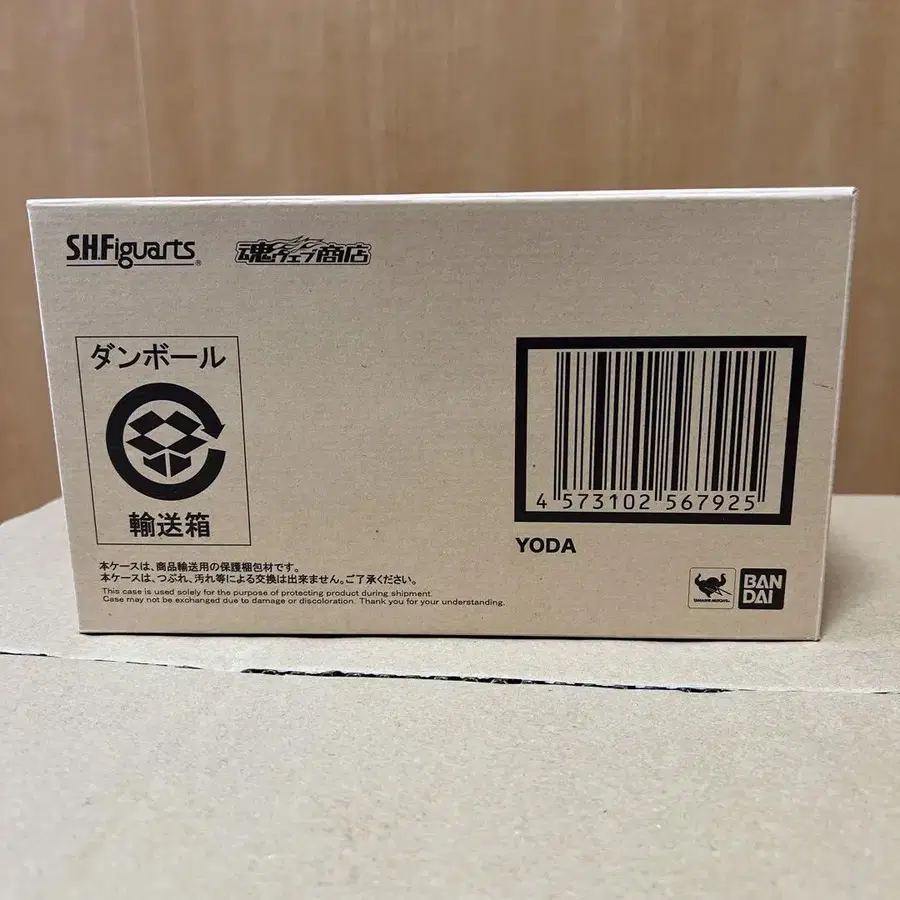 S.H.Figuarts®
魂ウェブ商店
ダンボール
輸送箱
4 573102 567925
YODA
本ケースは、商品輸送用の保護梱包材です。
本ケースは、つぶれ、汚れ等による交換は出来ません。ご了承ください。
This case is used solely for the purpose of protecting product during shipment.
Case may not be exchanged due to damage or discoloration. Thank you for your understanding.
BAN
DAI